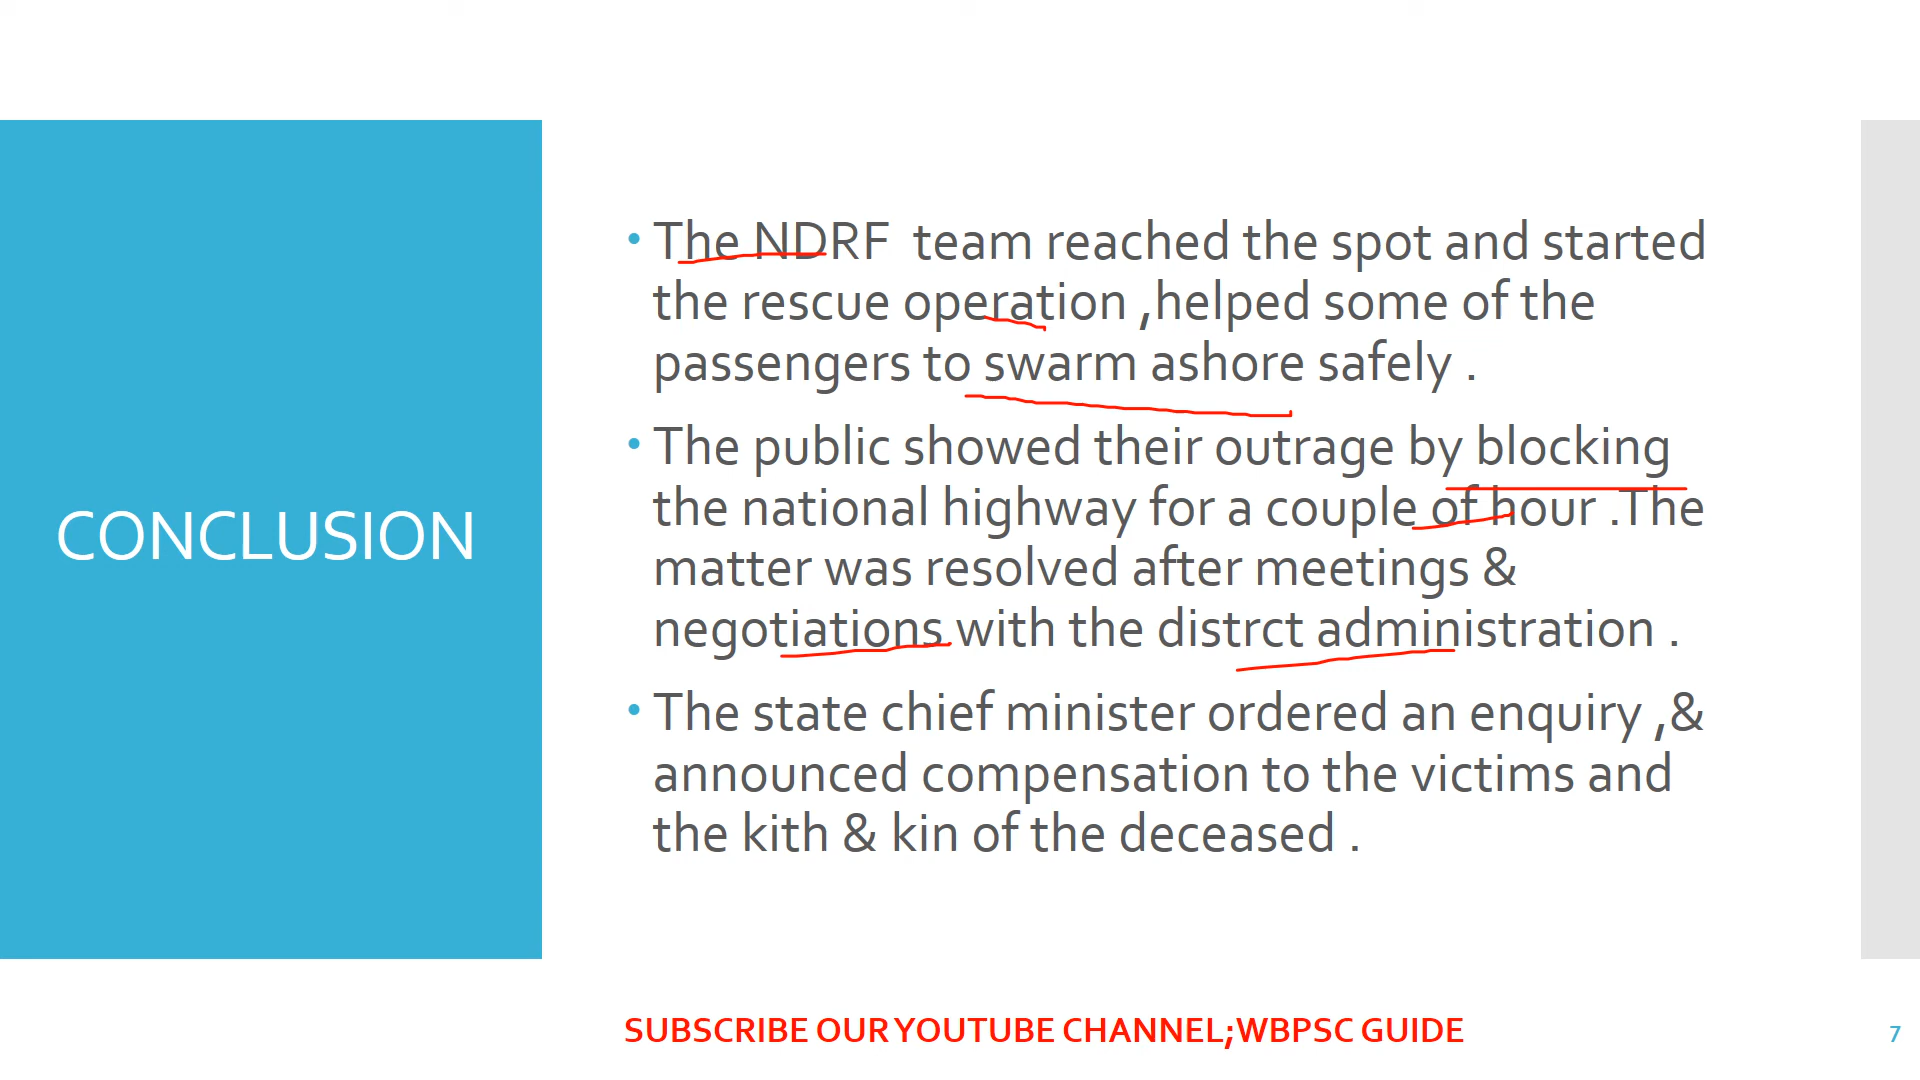 CONCLUSION
• The NDRF team reached the spot and started
the rescue operation ,helped some of the
passengers to swarm ashore safely .
• The public showed their outrage by blocking
the national highway for a couple of hour .The
matter was resolved after meetings &
negotiations with the distrct administration .
• The state chief minister ordered an enquiry ,&
announced compensation to the victims and
the kith & kin of the deceased .
SUBSCRIBE OUR YOUTUBE CHANNEL;WBPSC GUIDE
7